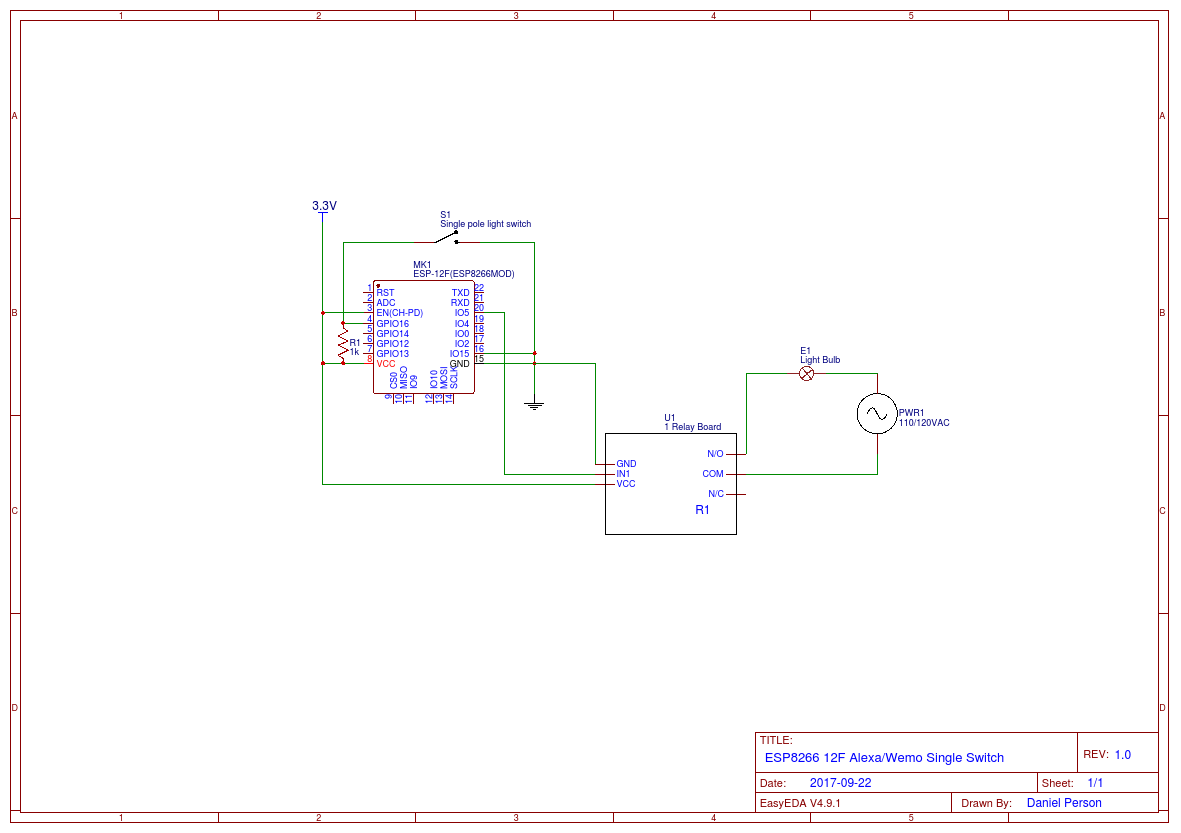 1 2 3 4 5
A A
3.3V
S1
Single pole light switch
MK1
ESP-12F(ESP8266MOD)
1 RST TXD 22
2 ADC RXD 21
B 3 EN(CH-PD) IO5 20 B
4 GPIO16 IO4 19
5 GPIO14 IO0 18
6 GPIO12 IO2 17
R1
1k
7 GPIO13 IO15 16
8 VCC GND 15
CS0 MISO IO9 IO10 MOSI SCLK
9 10 11 12 13 14
E1
Light Bulb
PWR1
110/120VAC
U1
1 Relay Board
N/O
GND
IN1 COM
VCC
N/C
R1
C C
D D
TITLE:
ESP8266 12F Alexa/Wemo Single Switch
REV: 1.0
Date: 2017-09-22
Sheet: 1/1
EasyEDA V4.9.1
Drawn By: Daniel Person
1 2 3 4 5